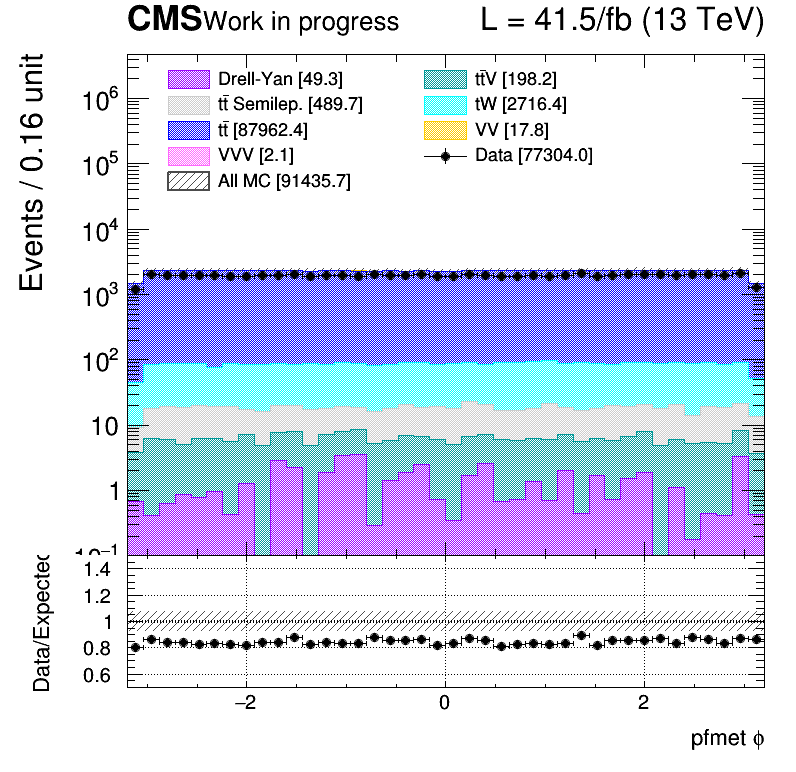 CMS Work in progress L = 41.5/fb (13 TeV)
Events / 0.16 unit
Drell-Yan [49.3] tt̄V [198.2]
tt̄ Semilep. [489.7] tW [2716.4]
tt̄ [87962.4] VV [17.8]
VVV [2.1] Data [77304.0]
All MC [91435.7]
10⁶
10⁵
10⁴
10³
10²
10
1
10⁻¹
Data/Expected
1.4
1.2
1
0.8
0.6
−2 0 2
pfmet ϕ